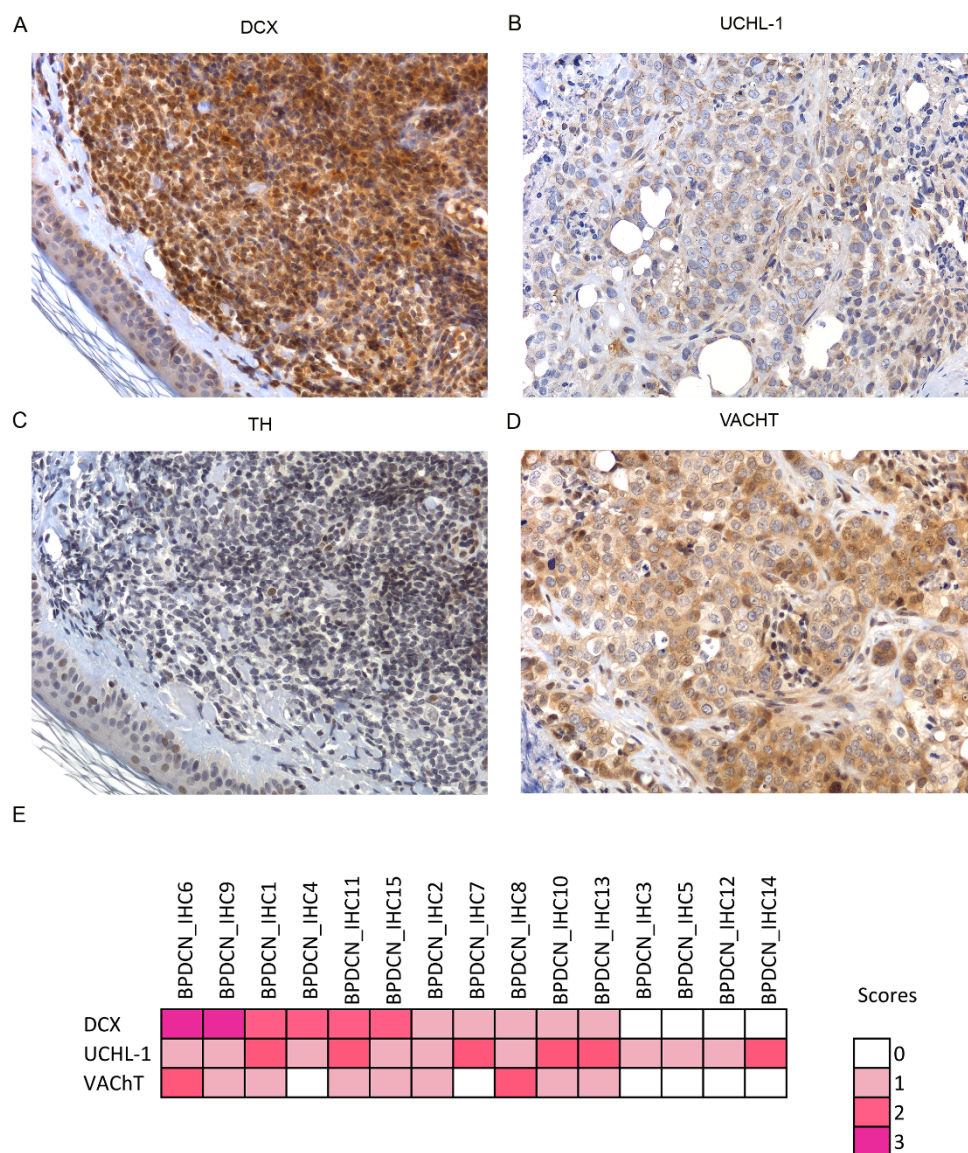 A
DCX
B
UCHL-1
C
TH
D
VACHT
E
BPDCN_IHC6
BPDCN_IHC9
BPDCN_IHC1
BPDCN_IHC4
BPDCN_IHC11
BPDCN_IHC15
BPDCN_IHC2
BPDCN_IHC7
BPDCN_IHC8
BPDCN_IHC10
BPDCN_IHC13
BPDCN_IHC3
BPDCN_IHC5
BPDCN_IHC12
BPDCN_IHC14
DCX
UCHL-1
VAChT
Scores
0
1
2
3